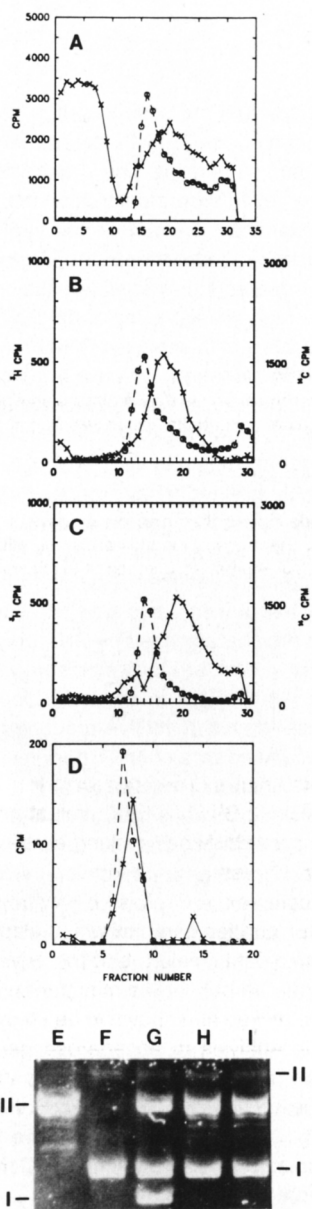 A
5000
4000
3000
2000
1000
0
CPM
0 5 10 15 20 25 30 35
B
1000
500
0
³H CPM
3000
1500
0
¹⁴C CPM
0 10 20 30
C
1000
500
0
³H CPM
3000
1500
0
¹⁴C CPM
0 10 20 30
D
200
100
0
CPM
0 5 10 15 20
FRACTION NUMBER
E F G H I
II–
–II
–I
I–